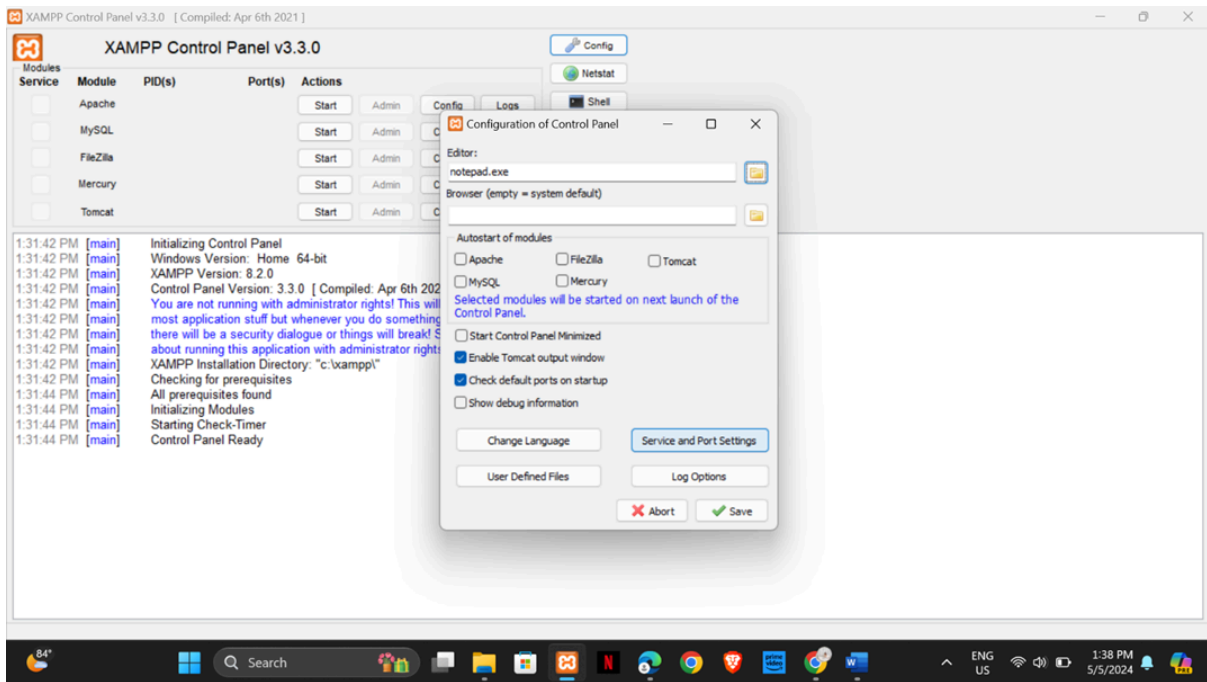 XAMPP Control Panel v3.3.0 [ Compiled: Apr 6th 2021 ]
XAMPP Control Panel v3.3.0
Config
Netstat
Shell
Modules
Service Module PID(s) Port(s) Actions
Apache Start Admin Config Logs
MySQL Start Admin
FileZilla Start Admin
Mercury Start Admin
Tomcat Start Admin
1:31:42 PM [main] Initializing Control Panel
1:31:42 PM [main] Windows Version: Home 64-bit
1:31:42 PM [main] XAMPP Version: 8.2.0
1:31:42 PM [main] Control Panel Version: 3.3.0 [ Compiled: Apr 6th 202
1:31:42 PM [main] You are not running with administrator rights! This will
1:31:42 PM [main] most application stuff but whenever you do something
1:31:42 PM [main] there will be a security dialogue or things will break! S
1:31:42 PM [main] about running this application with administrator rights
1:31:42 PM [main] XAMPP Installation Directory: "c:\xampp\"
1:31:42 PM [main] Checking for prerequisites
1:31:44 PM [main] All prerequisites found
1:31:44 PM [main] Initializing Modules
1:31:44 PM [main] Starting Check-Timer
1:31:44 PM [main] Control Panel Ready
Configuration of Control Panel
Editor:
notepad.exe
Browser (empty = system default)
Autostart of modules
Apache FileZilla Tomcat
MySQL Mercury
Selected modules will be started on next launch of the
Control Panel.
Start Control Panel Minimized
Enable Tomcat output window
Check default ports on startup
Show debug information
Change Language Service and Port Settings
User Defined Files Log Options
Abort Save
84°
Search
N
prime video
W
PRE
ENG
US
1:38 PM
5/5/2024